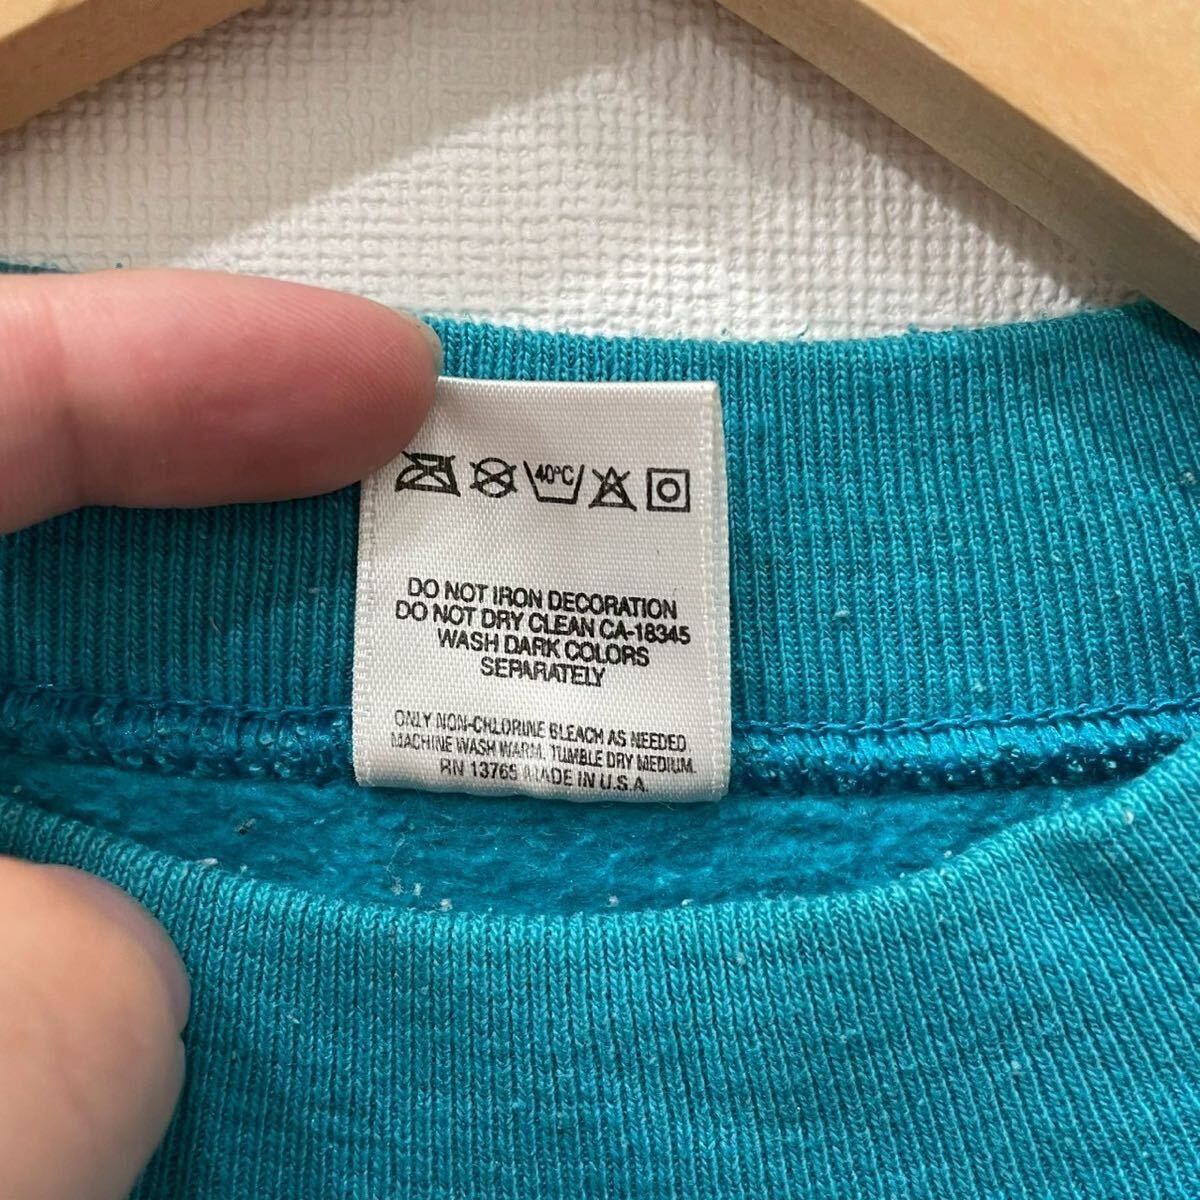 40°C
DO NOT IRON DECORATION
DO NOT DRY CLEAN CA-18345
WASH DARK COLORS
SEPARATELY
ONLY NON-CHLORINE BLEACH AS NEEDED.
MACHINE WASH WARM. TUMBLE DRY MEDIUM.
RN 13765 MADE IN U.S.A.